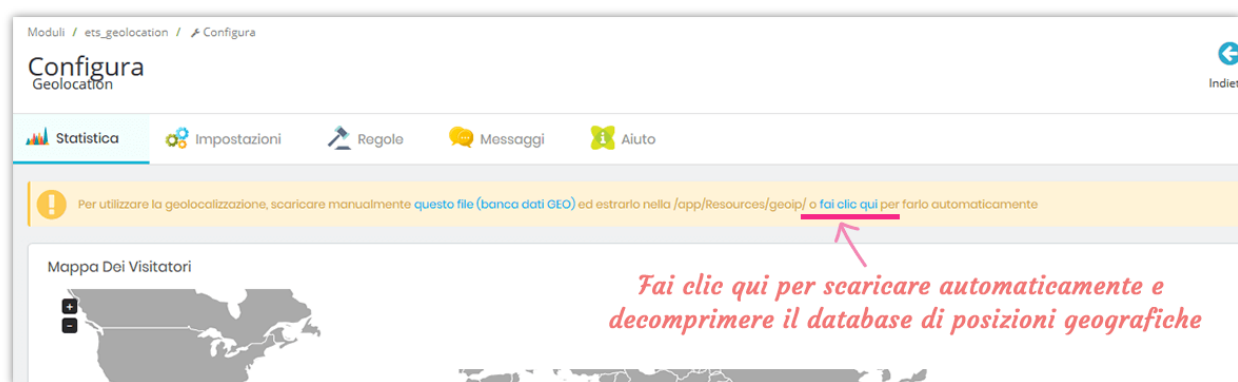 Moduli / ets_geolocation / Configura
Configura
Geolocation
Statistica Impostazioni Regole Messaggi Aiuto
Per utilizzare la geolocalizzazione, scaricare manualmente questo file (banca dati GEO) ed estrarlo nella /app/Resources/geoip/ o fai clic qui per farlo automaticamente
Mappa Dei Visitatori
+
-
Fai clic qui per scaricare automaticamente e
decomprimere il database di posizioni geografiche